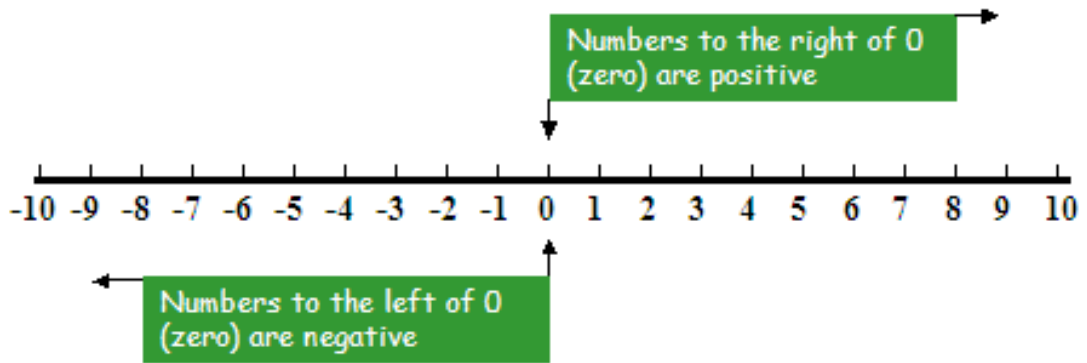 Numbers to the right of 0
(zero) are positive
-10 -9 -8 -7 -6 -5 -4 -3 -2 -1 0 1 2 3 4 5 6 7 8 9 10
Numbers to the left of 0
(zero) are negative